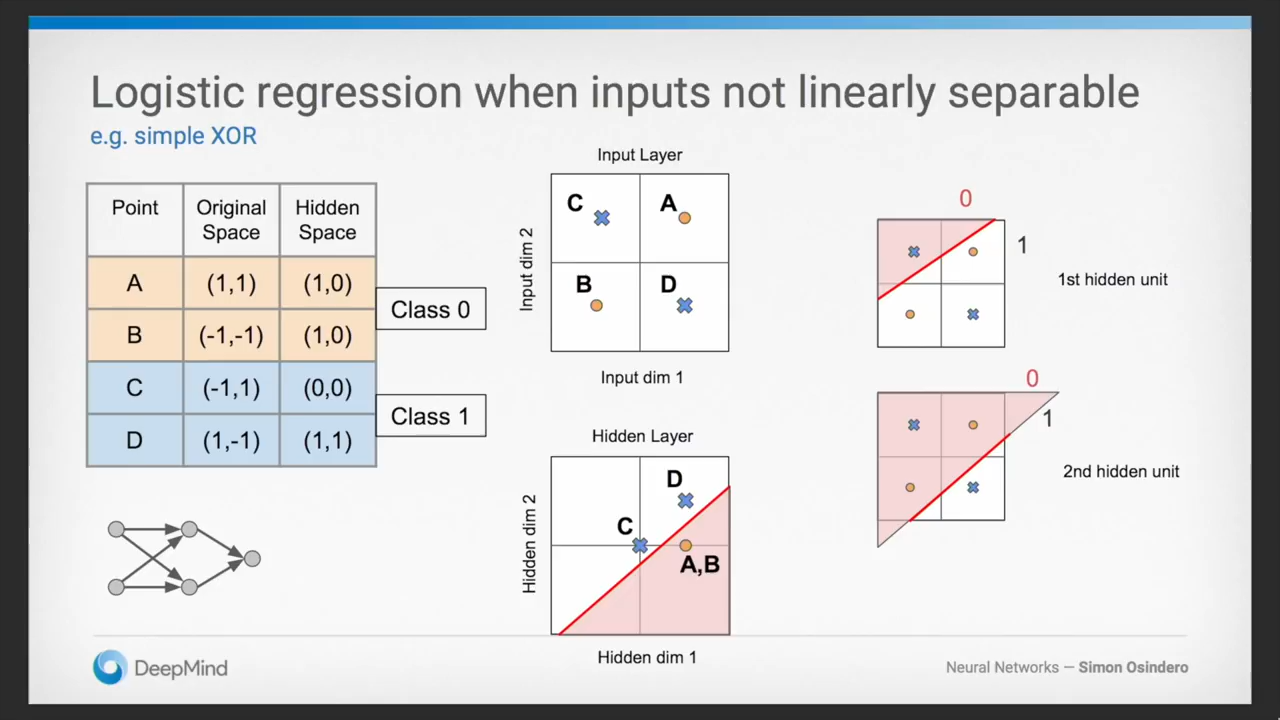 Logistic regression when inputs not linearly separable
e.g. simple XOR
Point Original Space Hidden Space
A (1,1) (1,0)
B (-1,-1) (1,0)
C (-1,1) (0,0)
D (1,-1) (1,1)
Class 0
Class 1
Input Layer
C A
B D
Input dim 2
Input dim 1
Hidden Layer
D
C
A,B
Hidden dim 2
Hidden dim 1
0
1
1st hidden unit
0
1
2nd hidden unit
DeepMind
Neural Networks — Simon Osindero